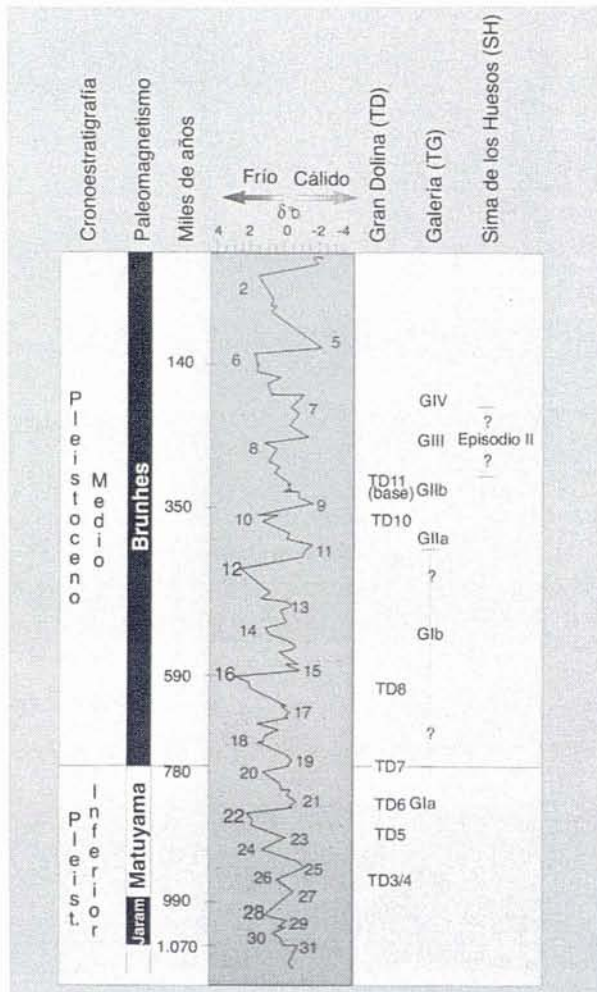 Cronoestratigrafía
Paleomagnetismo
Miles de años
Frío Cálido
δ¹⁸O
4 2 0 -2 -4
Gran Dolina (TD)
Galería (TG)
Sima de los Huesos (SH)
Pleistoceno
Medio
Brunhes
2
5
140
6
7
GIV
?
8
GIII
Episodio II
?
TD11
(base)
GIIb
350
9
10
TD10
11
GIIa
12
?
13
14
GIb
15
590
16
TD8
17
18
?
19
780
TD7
20
Pleist.
Inferior
Matuyama
21
TD6
GIa
22
23
TD5
24
25
26
TD3/4
27
990
Jaram
28
29
30
1.070
31